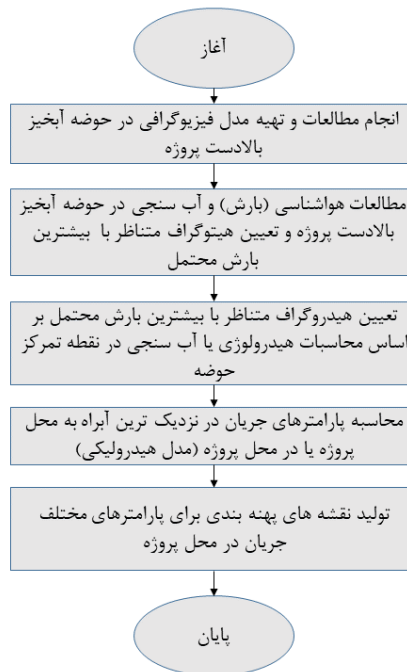 آغاز
انجام مطالعات و تهیه مدل فیزیوگرافی در حوضه آبخیز
بالادست پروژه
مطالعات هواشناسی (بارش) و آب سنجی در حوضه آبخیز
بالادست پروژه و تعیین هیتوگراف متناظر با بیشترین
بارش محتمل
تعیین هیدروگراف متناظر با بیشترین بارش محتمل بر
اساس محاسبات هیدرولوژی یا آب سنجی در نقطه تمرکز
حوضه
محاسبه پارامترهای جریان در نزدیک ترین آبراه به محل
پروژه یا در محل پروژه (مدل هیدرولیکی)
تولید نقشه های پهنه بندی برای پارامترهای مختلف
جریان در محل پروژه
پایان